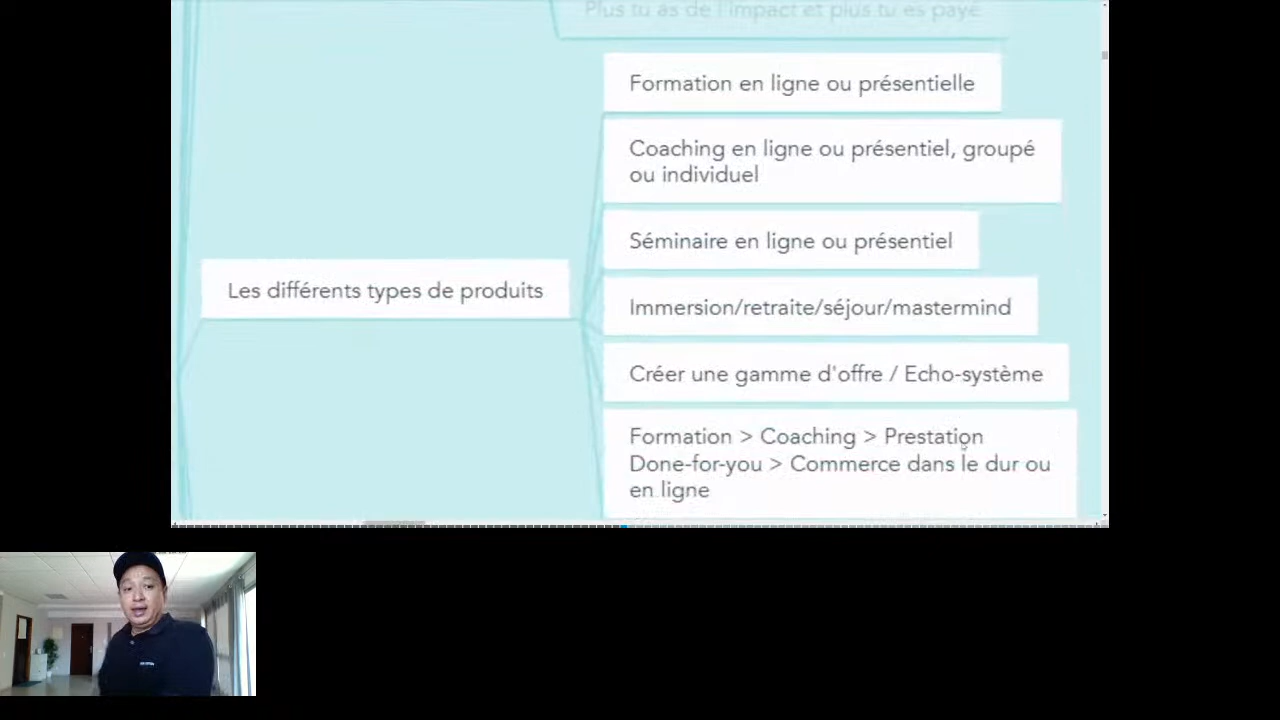 Plus tu as de l'impact et plus tu es payé
Formation en ligne ou présentielle
Coaching en ligne ou présentiel, groupé
ou individuel
Séminaire en ligne ou présentiel
Les différents types de produits
Immersion/retraite/séjour/mastermind
Créer une gamme d'offre / Echo-système
Formation > Coaching > Prestation
Done-for-you > Commerce dans le dur ou
en ligne